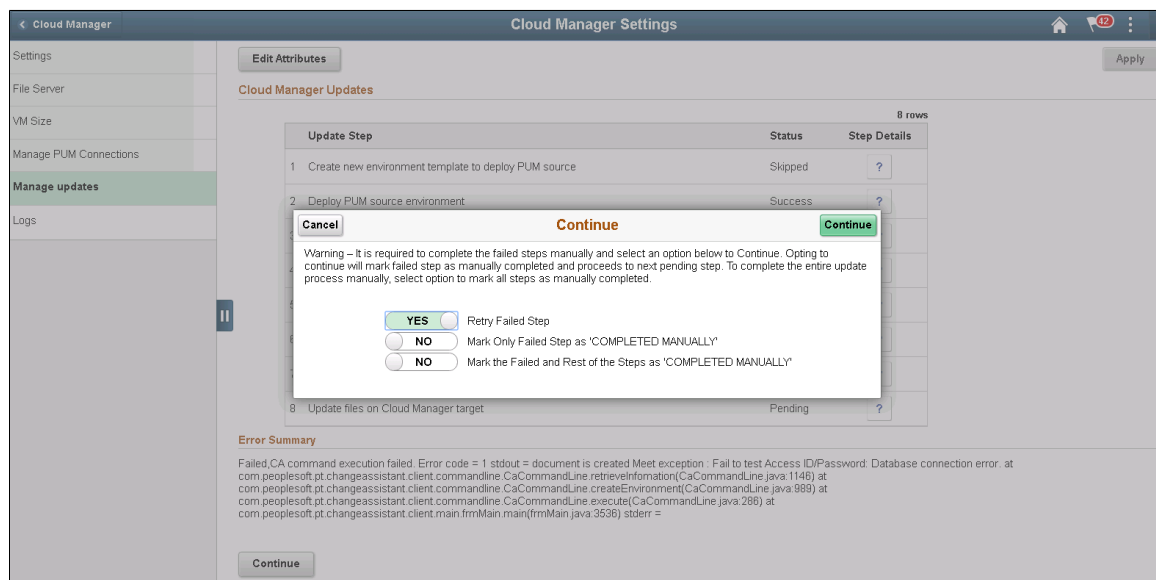 Cloud Manager
Cloud Manager Settings
42
Settings
File Server
VM Size
Manage PUM Connections
Manage updates
Logs
Edit Attributes
Apply
Cloud Manager Updates
8 rows
Update Step Status Step Details
1 Create new environment template to deploy PUM source Skipped ?
2 Deploy PUM source environment Success ?
Cancel
Continue
Continue
Warning – It is required to complete the failed steps manually and select an option below to Continue. Opting to
continue will mark failed step as manually completed and proceeds to next pending step. To complete the entire update
process manually, select option to mark all steps as manually completed.
YES Retry Failed Step
NO Mark Only Failed Step as 'COMPLETED MANUALLY'
NO Mark the Failed and Rest of the Steps as 'COMPLETED MANUALLY'
8 Update files on Cloud Manager target Pending ?
Error Summary
Failed,CA command execution failed. Error code = 1 stdout = document is created Meet exception : Fail to test Access ID/Password: Database connection error. at
com.peoplesoft.pt.changeassistant.client.commandline.CaCommandLine.retrieveInfomation(CaCommandLine.java:1146) at
com.peoplesoft.pt.changeassistant.client.commandline.CaCommandLine.createEnvironment(CaCommandLine.java:989) at
com.peoplesoft.pt.changeassistant.client.commandline.CaCommandLine.execute(CaCommandLine.java:286) at
com.peoplesoft.pt.changeassistant.client.main.frmMain.main(frmMain.java:3536) stderr =
Continue